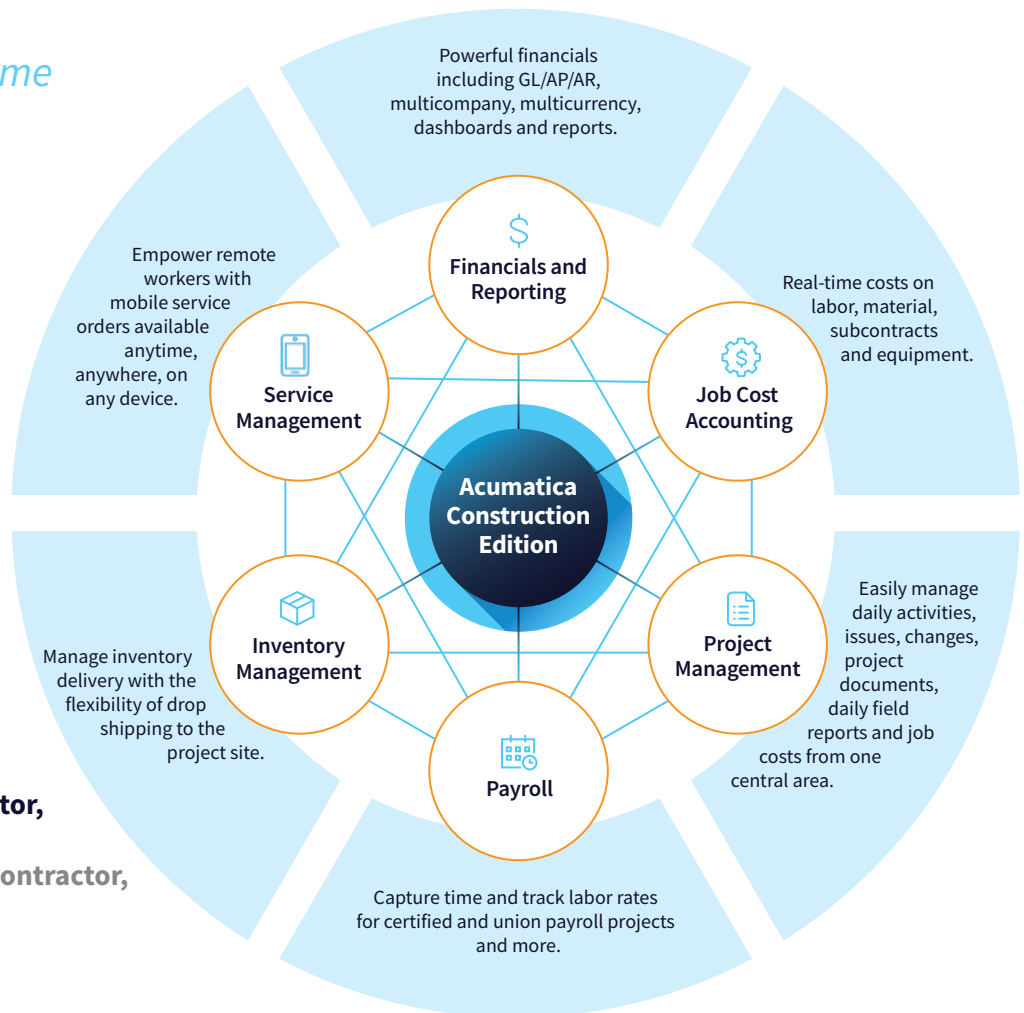 me
Powerful financials
including GL/AP/AR,
multicompany, multicurrency,
dashboards and reports.
Financials and
Reporting
Real-time costs on
labor, material,
subcontracts
and equipment.
Job Cost
Accounting
Easily manage
daily activities,
issues, changes,
project
documents,
daily field
reports and job
costs from one
central area.
Project
Management
Capture time and track labor rates
for certified and union payroll projects
and more.
Payroll
Manage inventory
delivery with the
flexibility of drop
shipping to the
project site.
Inventory
Management
Empower remote
workers with
mobile service
orders available
anytime,
anywhere, on
any device.
Service
Management
Acumatica
Construction
Edition
tor,
ontractor,